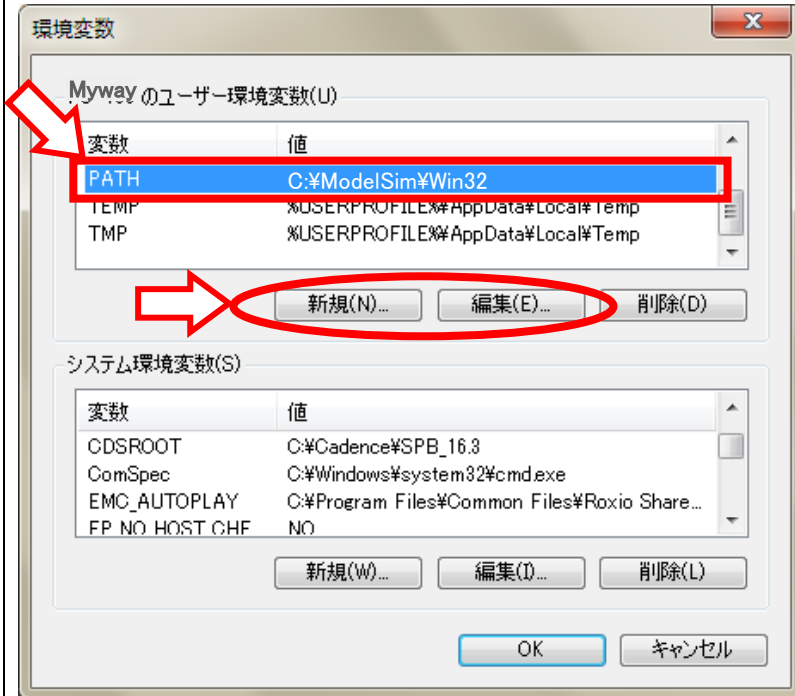 環境変数
Myway のユーザー環境変数(U)
変数 値
PATH C:¥ModelSim¥Win32
TEMP %USERPROFILE%¥AppData¥Local¥Temp
TMP %USERPROFILE%¥AppData¥Local¥Temp
新規(N)... 編集(E)... 削除(D)
システム環境変数(S)
変数 値
CDSROOT C:¥Cadence¥SPB_16.3
ComSpec C:¥Windows¥system32¥cmd.exe
EMC_AUTOPLAY C:¥Program Files¥Common Files¥Roxio Share...
FP_NO_HOST_CHE NO
新規(W)... 編集(I)... 削除(L)
OK キャンセル